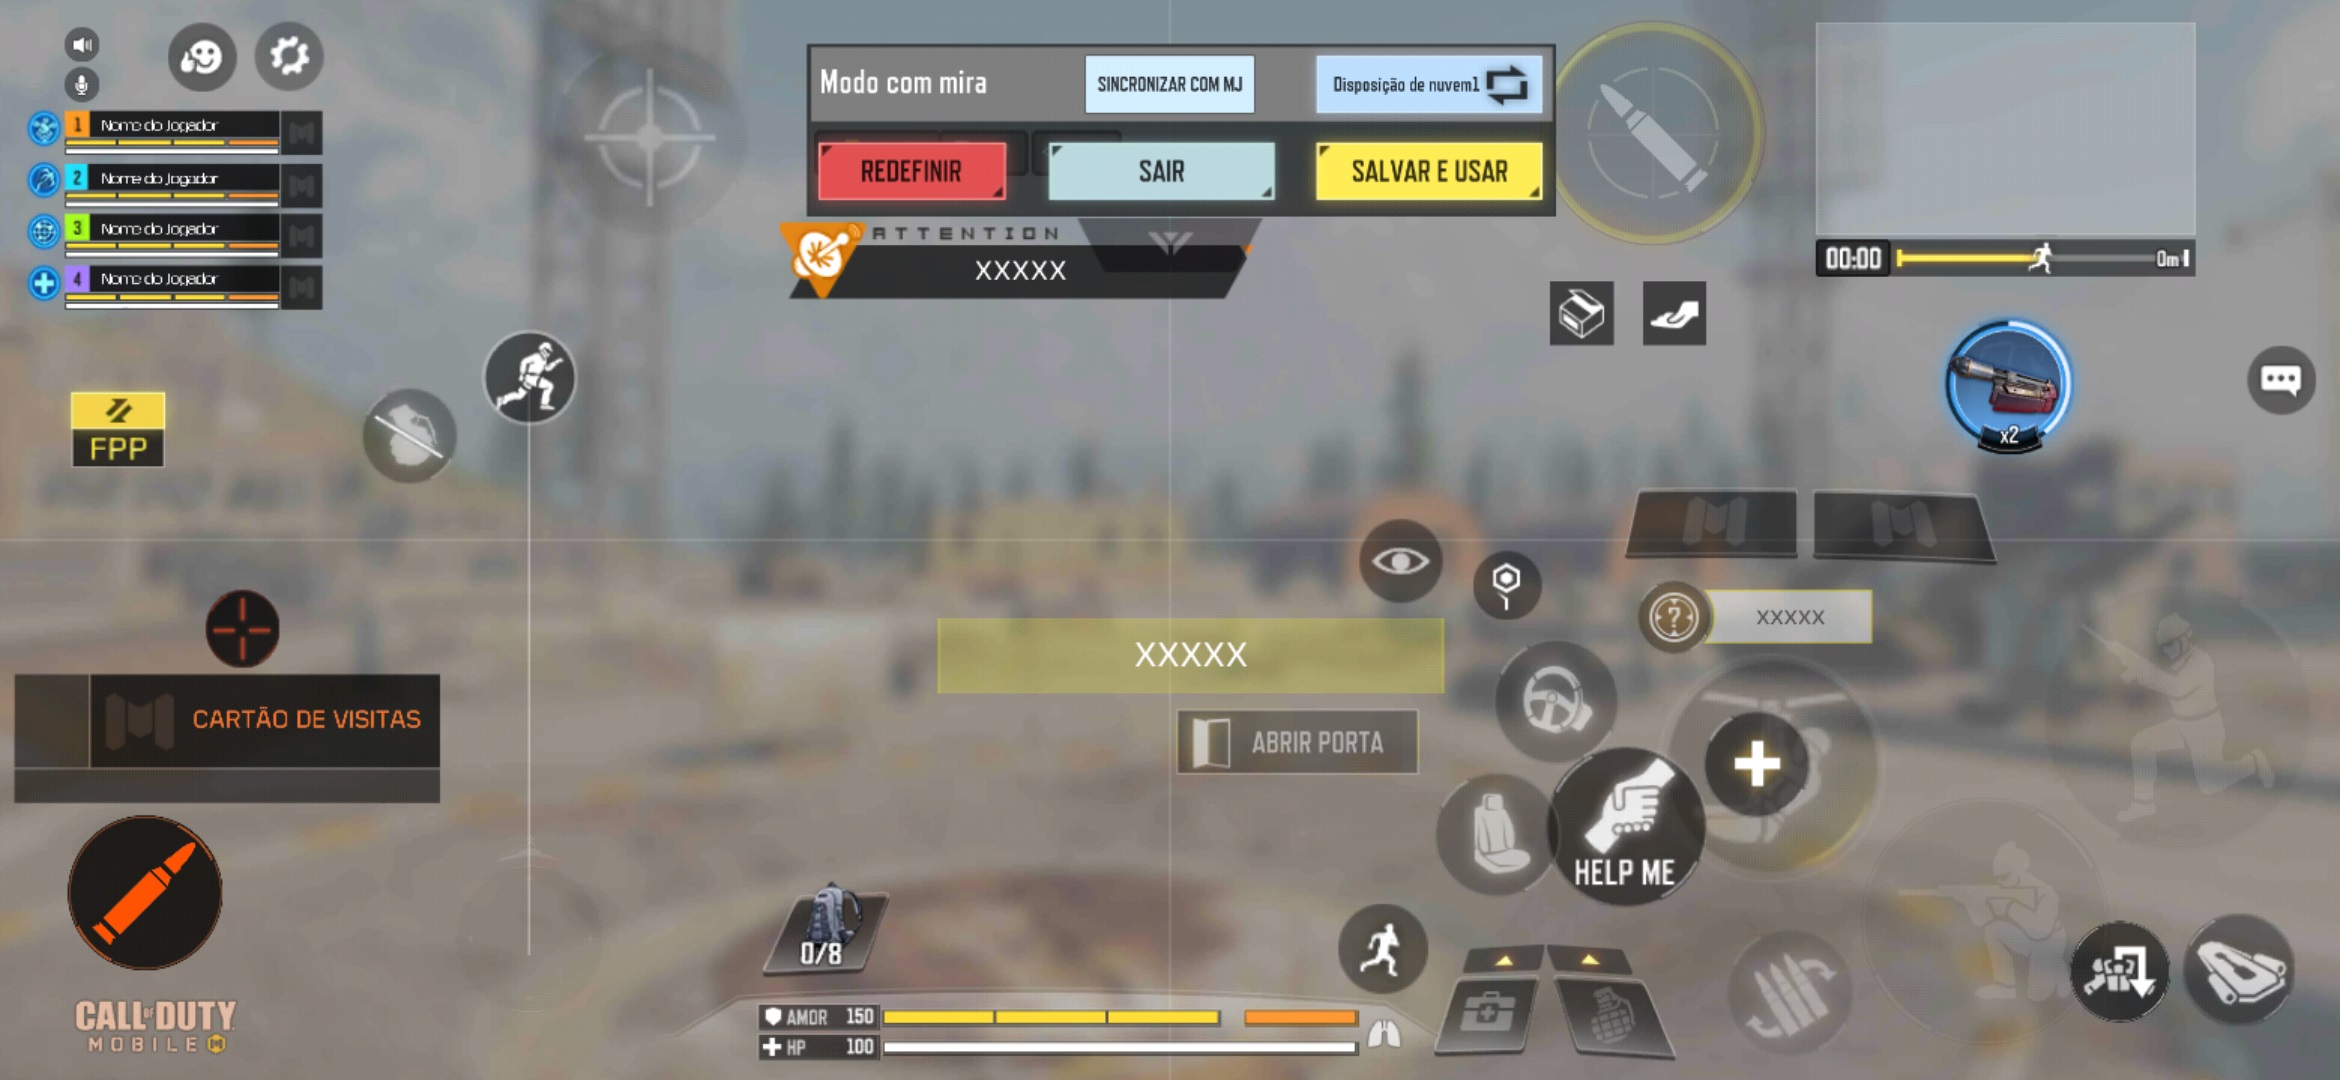 Modo com mira
SINCRONIZAR COM MJ
Disposição de nuvem1
REDEFINIR
SAIR
SALVAR E USAR
1 Nome do Jogador
2 Nome do Jogador
3 Nome do Jogador
4 Nome do Jogador
ATTENTION
XXXXX
00:00
0m
x2
FPP
XXXXX
XXXXX
CARTÃO DE VISITAS
ABRIR PORTA
HELP ME
0/8
CALL OF DUTY
MOBILE
AMOR 150
HP 100